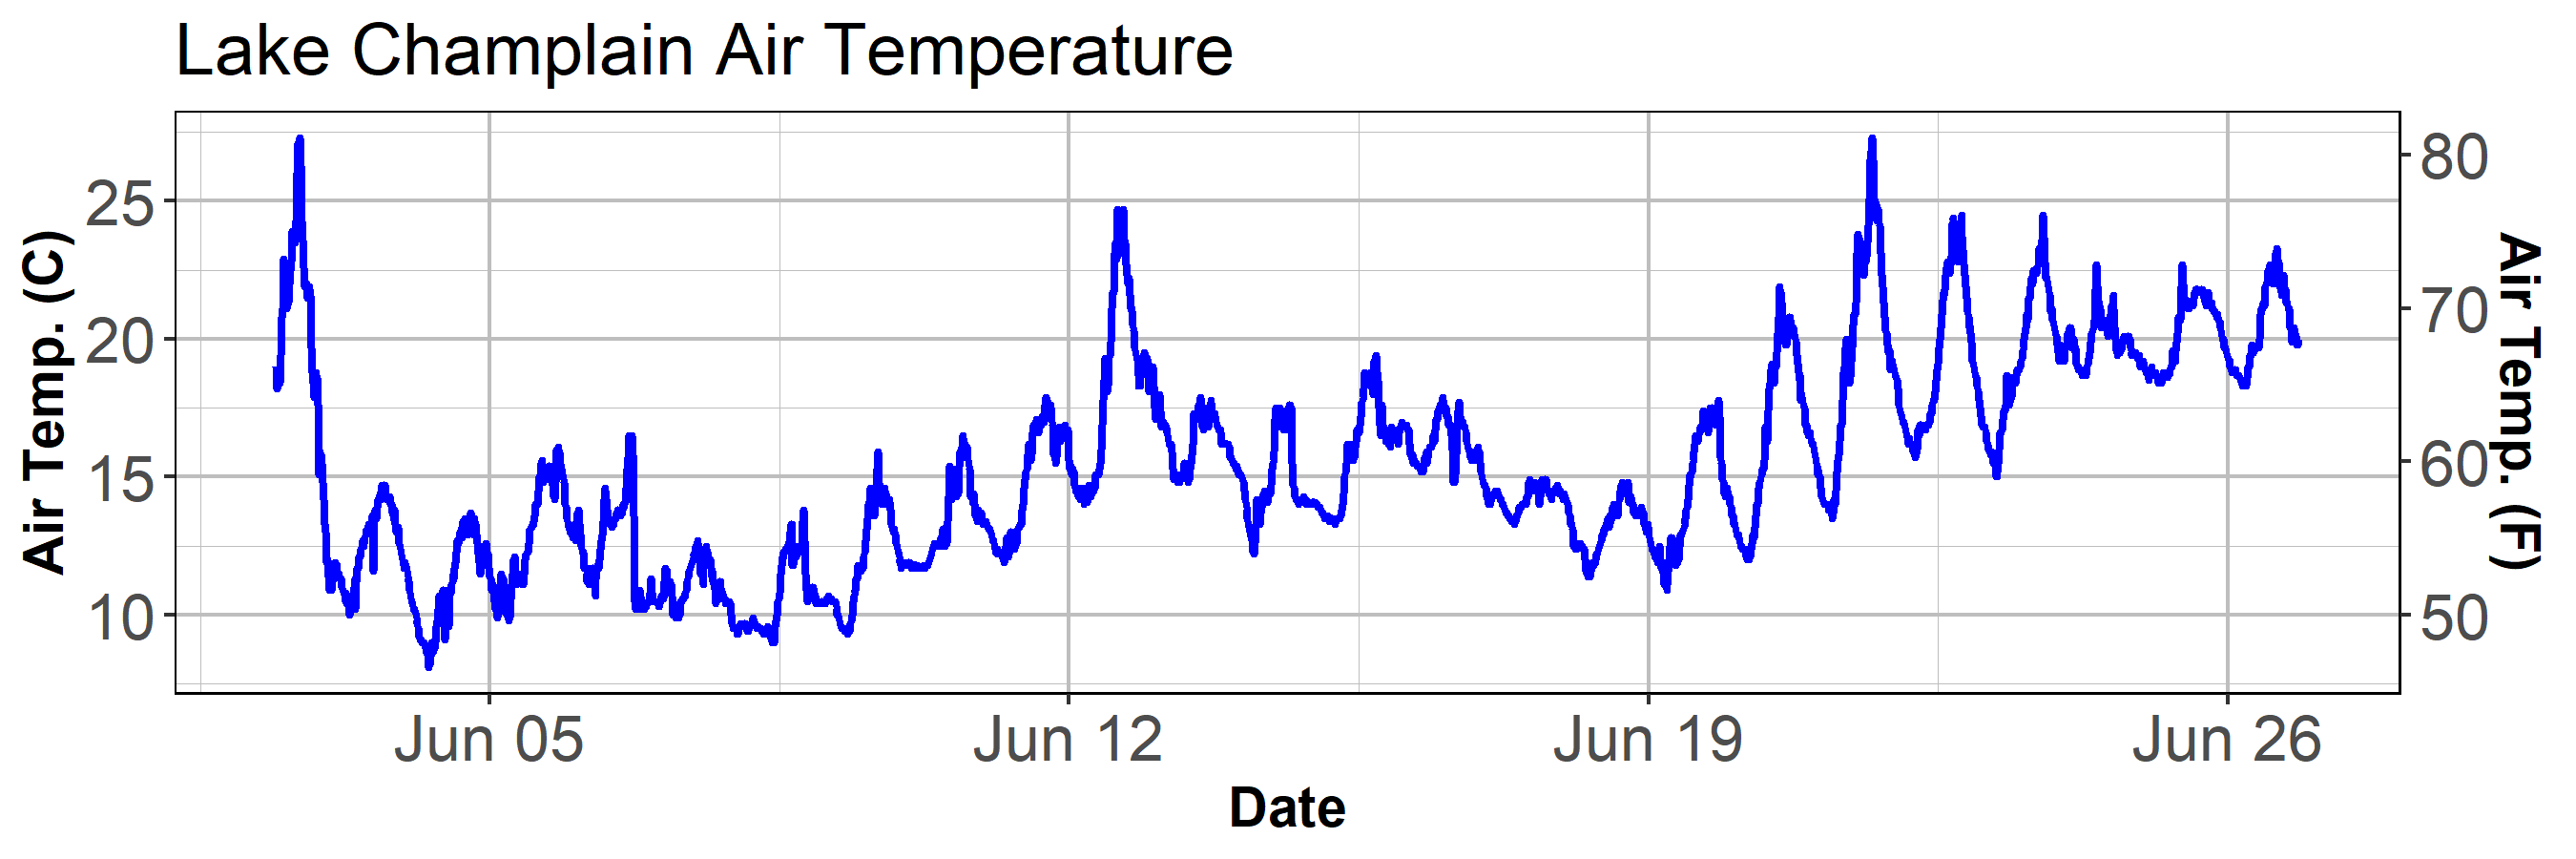 Lake Champlain Air Temperature
Air Temp. (C)
25
20
15
10
80
70
60
50
Air Temp. (F)
Jun 05
Jun 12
Jun 19
Jun 26
Date